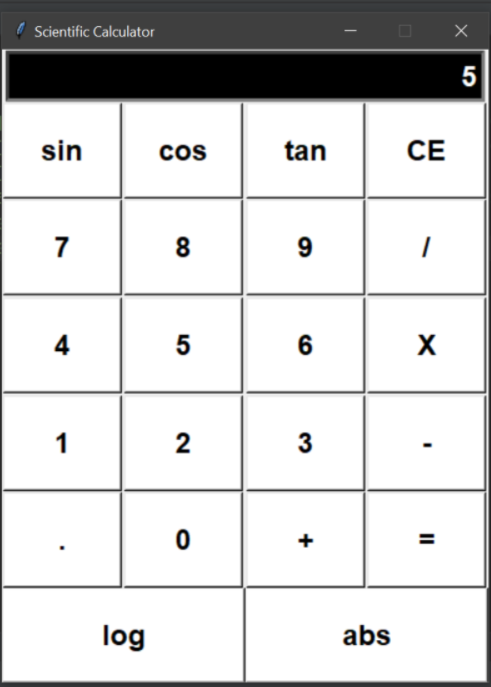 Scientific Calculator
5
sin cos tan CE
7 8 9 /
4 5 6 X
1 2 3 -
. 0 + =
log abs